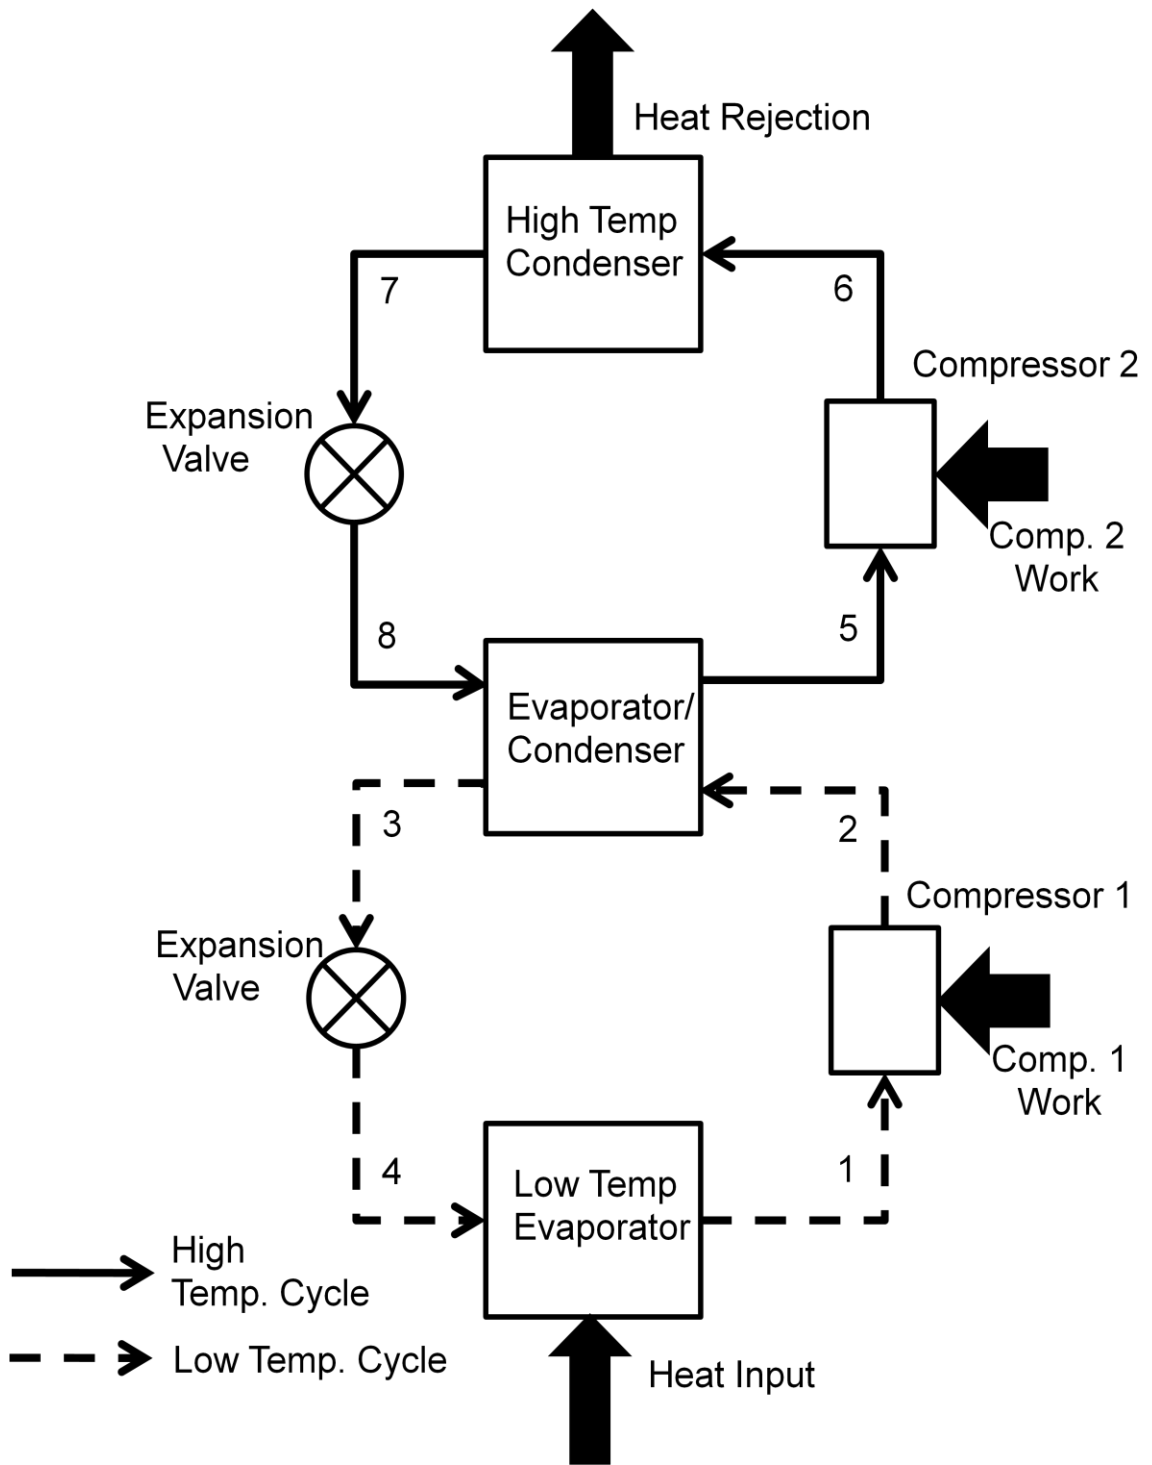 Heat Rejection
High Temp
Condenser
7
6
Compressor 2
Expansion
Valve
Comp. 2
Work
8
5
Evaporator/
Condenser
3
2
Compressor 1
Expansion
Valve
Comp. 1
Work
4
1
Low Temp
Evaporator
High
Temp. Cycle
Low Temp. Cycle
Heat Input